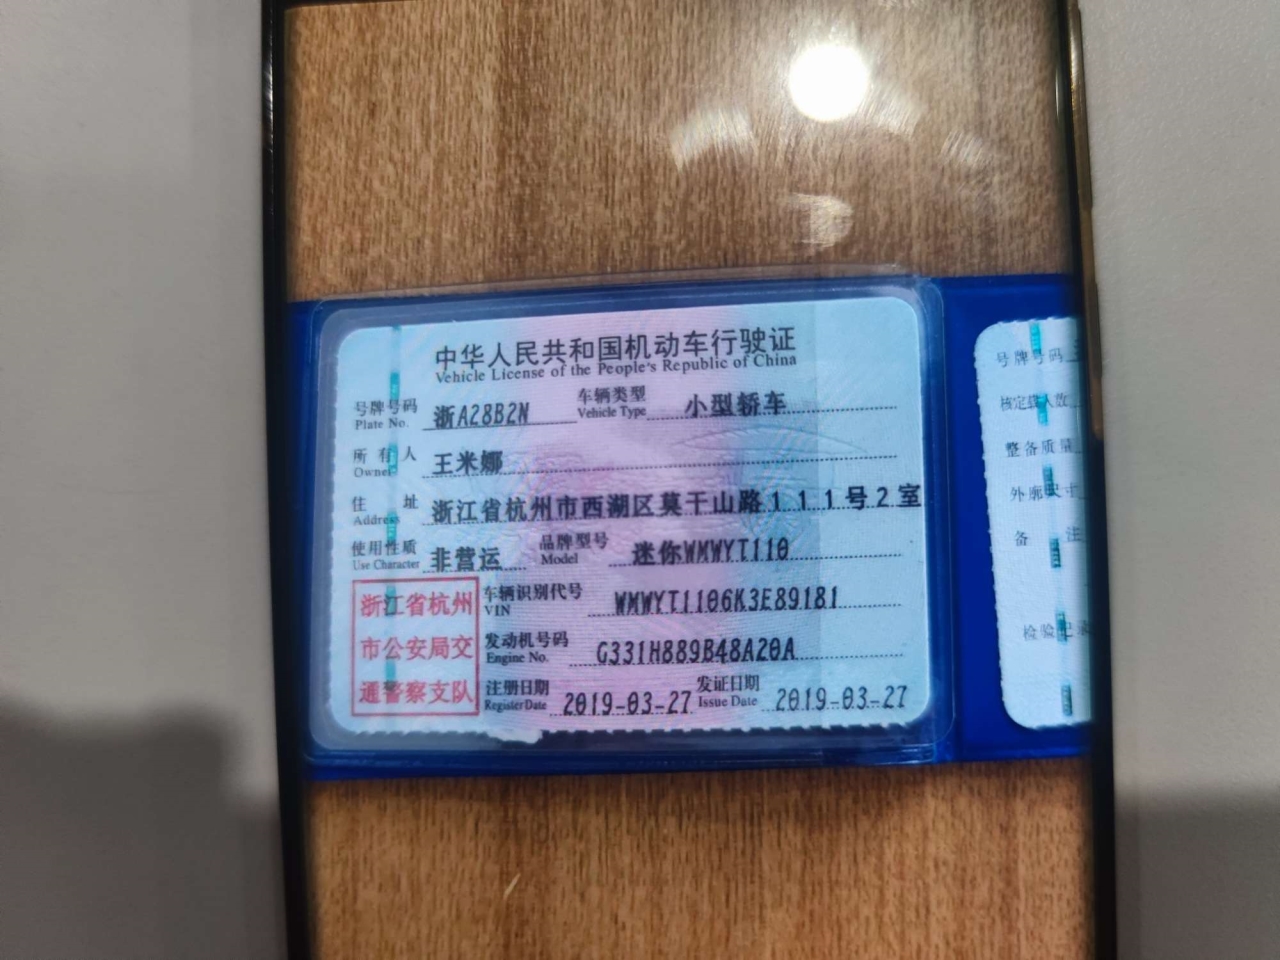 中华人民共和国机动车行驶证
Vehicle License of the People's Republic of China
号牌号码 浙A28B2N 车辆类型 小型轿车
Plate No. Vehicle Type
所有人 王米娜
Owner
住址 浙江省杭州市西湖区莫干山路111号2室
Address
使用性质 非营运 品牌型号 迷你WMWYT110
Use Character Model
浙江省杭州
市公安局交
通警察支队
车辆识别代号 WMWYT1106K3E89181
VIN
发动机号码 G331H889B48A20A
Engine No.
注册日期 2019-03-27 发证日期 2019-03-27
Register Date Issue Date
号牌号码
核定载人数
整备质量
外廓尺寸
备注
检验记录